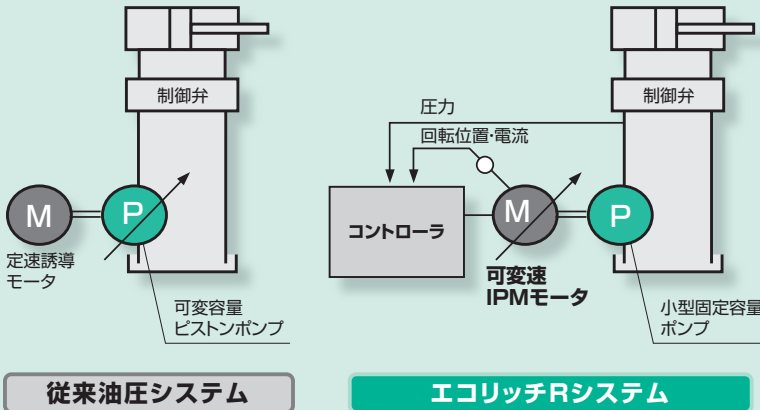 制御弁
M
P
定速誘導
モータ
可変容量
ピストンポンプ
従来油圧システム
制御弁
圧力
回転位置・電流
コントローラ
M
P
可変速
IPMモータ
小型固定容量
ポンプ
エコリッチRシステム